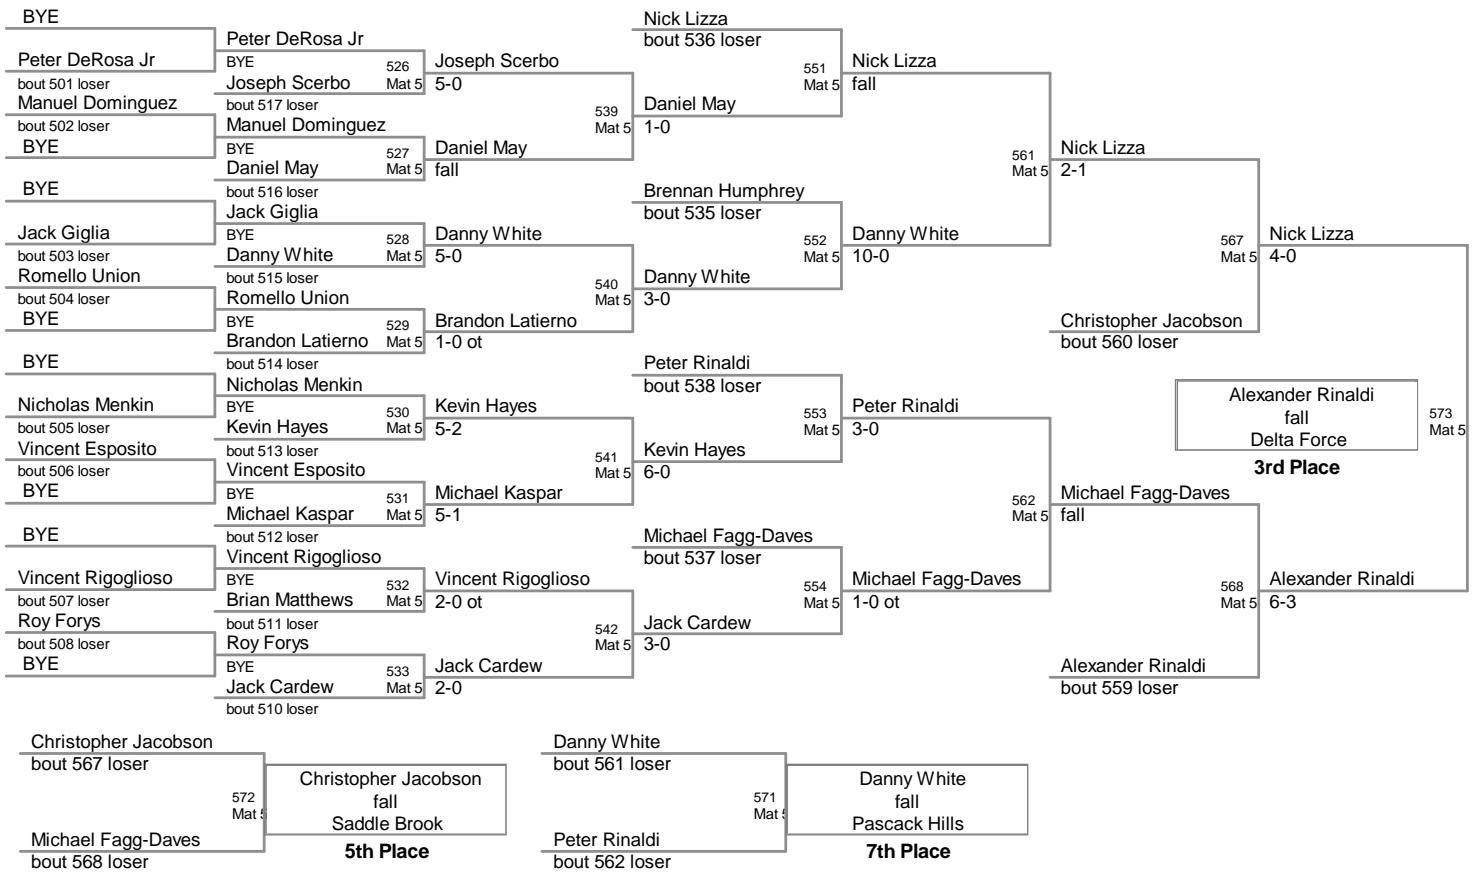 BYE
Peter DeRosa Jr
bout 501 loser
Manuel Dominguez
bout 502 loser
BYE
BYE
Jack Giglia
bout 503 loser
Romello Union
bout 504 loser
BYE
BYE
Nicholas Menkin
bout 505 loser
Vincent Esposito
bout 506 loser
BYE
BYE
Vincent Rigoglioso
bout 507 loser
Roy Forys
bout 508 loser
BYE
Peter DeRosa Jr
BYE
526
Joseph Scerbo
Mat 5
bout 517 loser
Manuel Dominguez
BYE
527
Daniel May
Mat 5
bout 516 loser
Jack Giglia
BYE
528
Danny White
Mat 5
bout 515 loser
Romello Union
BYE
529
Brandon Latierno
Mat 5
bout 514 loser
Nicholas Menkin
BYE
530
Kevin Hayes
Mat 5
bout 513 loser
Vincent Esposito
BYE
531
Michael Kaspar
Mat 5
bout 512 loser
Vincent Rigoglioso
BYE
532
Brian Matthews
Mat 5
bout 511 loser
Roy Forys
BYE
533
Jack Cardew
Mat 5
bout 510 loser
Joseph Scerbo
5-0
539
Mat 5
Daniel May
fall
Danny White
5-0
540
Mat 5
Brandon Latierno
1-0 ot
Kevin Hayes
5-2
541
Mat 5
Michael Kaspar
5-1
Vincent Rigoglioso
2-0 ot
542
Mat 5
Jack Cardew
2-0
Nick Lizza
bout 536 loser
551
Mat 5
Daniel May
1-0
Brennan Humphrey
bout 535 loser
552
Mat 5
Danny White
3-0
Peter Rinaldi
bout 538 loser
553
Mat 5
Kevin Hayes
6-0
Michael Fagg-Daves
bout 537 loser
554
Mat 5
Jack Cardew
3-0
Nick Lizza
fall
561
Mat 5
Danny White
10-0
Peter Rinaldi
3-0
562
Mat 5
Michael Fagg-Daves
1-0 ot
Nick Lizza
2-1
567
Mat 5
Christopher Jacobson
bout 560 loser
Michael Fagg-Daves
fall
568
Mat 5
Alexander Rinaldi
bout 559 loser
Nick Lizza
4-0
Alexander Rinaldi
fall
Delta Force
3rd Place
573
Mat 5
Alexander Rinaldi
6-3
Christopher Jacobson
bout 567 loser
572
Mat 5
Michael Fagg-Daves
bout 568 loser
Christopher Jacobson
fall
Saddle Brook
5th Place
Danny White
bout 561 loser
571
Mat 5
Peter Rinaldi
bout 562 loser
Danny White
fall
Pascack Hills
7th Place